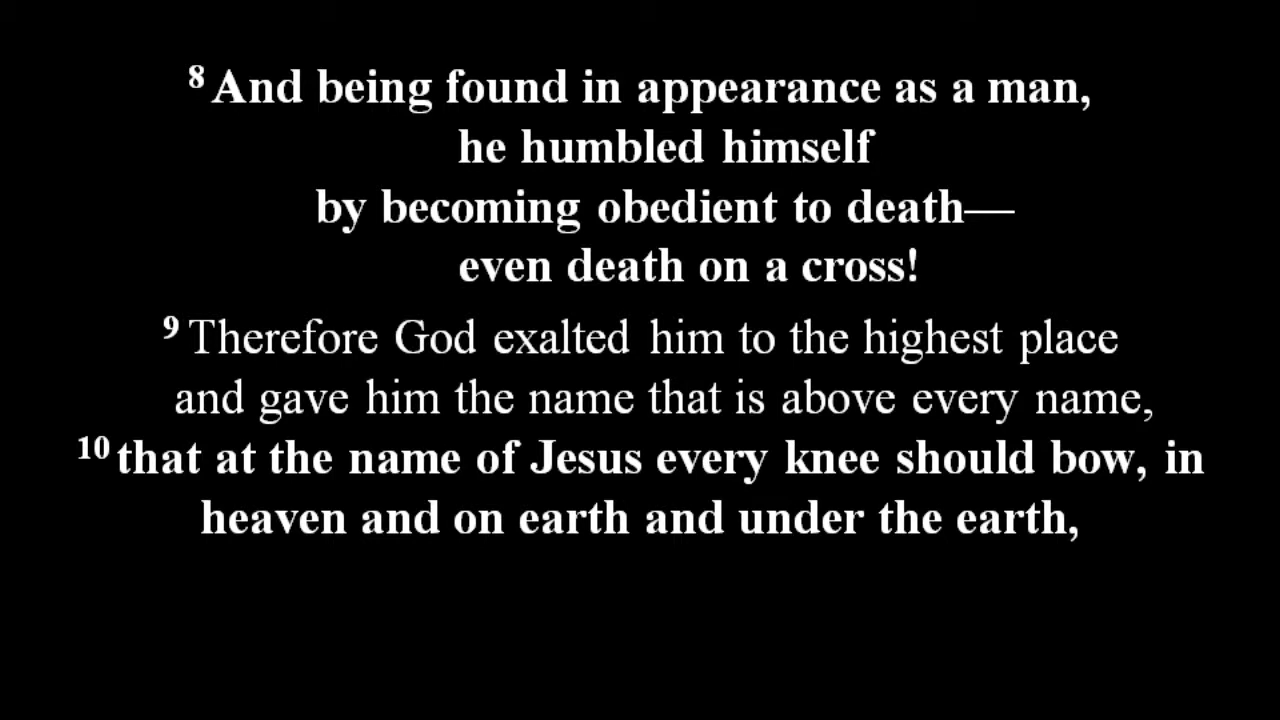 8 And being found in appearance as a man,
he humbled himself
by becoming obedient to death—
even death on a cross!
9 Therefore God exalted him to the highest place
and gave him the name that is above every name,
10 that at the name of Jesus every knee should bow, in
heaven and on earth and under the earth,